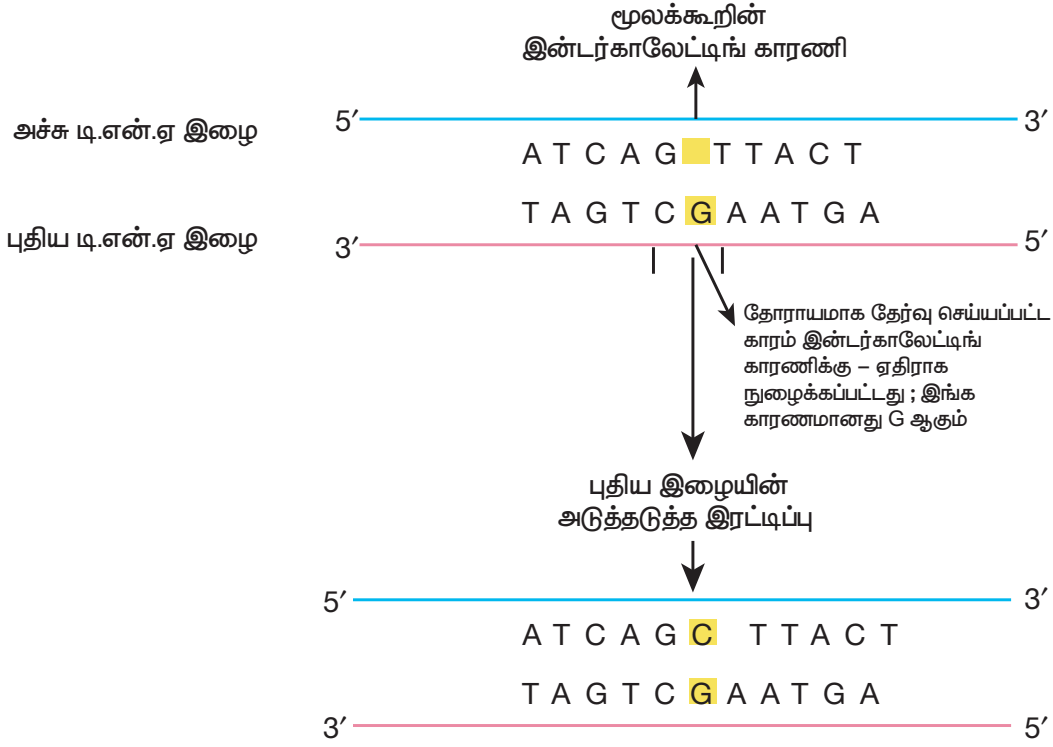 மூலக்கூறின்
இன்டர்காலேட்டிங் காரணி
அச்சு டி.என்.ஏ இழை
5′ 3′
A T C A G T T A C T
T A G T C G A A T G A
புதிய டி.என்.ஏ இழை
3′ 5′
தோராயமாக தேர்வு செய்யப்பட்ட
காரம் இன்டர்காலேட்டிங்
காரணிக்கு – ஏதிராக
நுழைக்கப்பட்டது ; இங்க
காரணமானது G ஆகும்
புதிய இழையின்
அடுத்தடுத்த இரட்டிப்பு
5′ 3′
A T C A G C T T A C T
T A G T C G A A T G A
3′ 5′